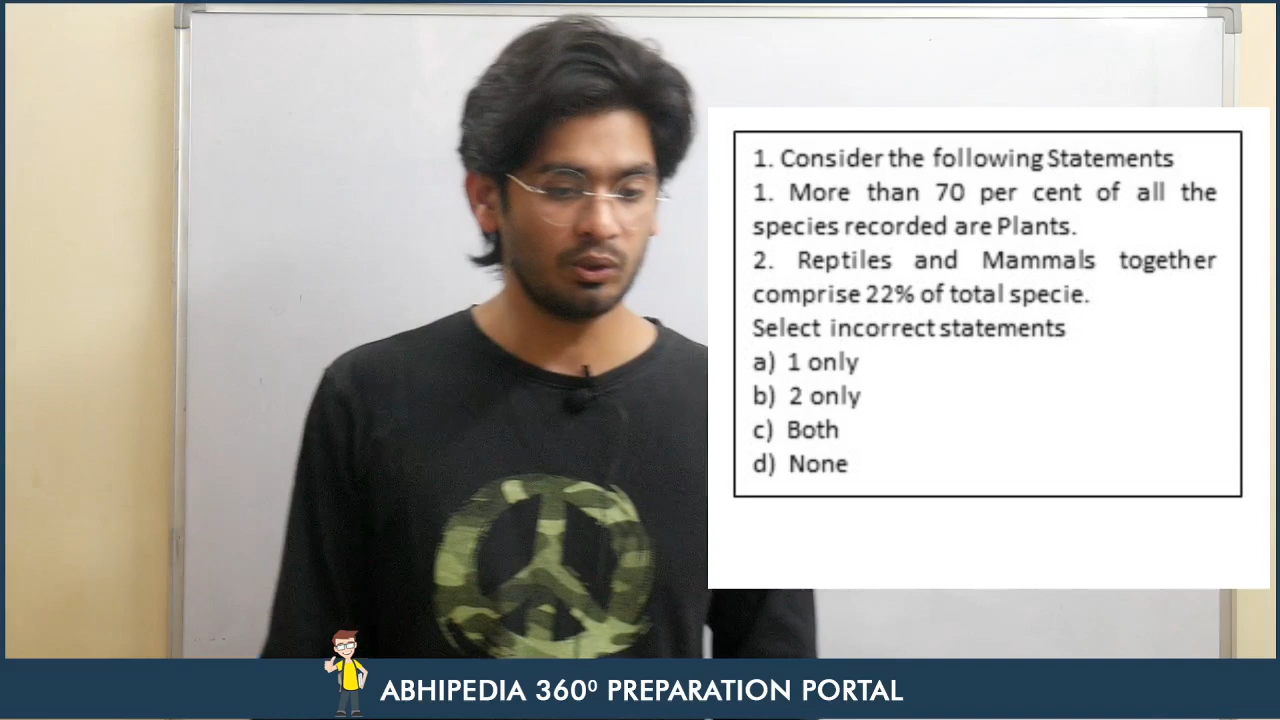 1. Consider the following Statements
1. More than 70 per cent of all the
species recorded are Plants.
2. Reptiles and Mammals together
comprise 22% of total specie.
Select incorrect statements
a) 1 only
b) 2 only
c) Both
d) None
ABHIPEDIA 360⁰ PREPARATION PORTAL